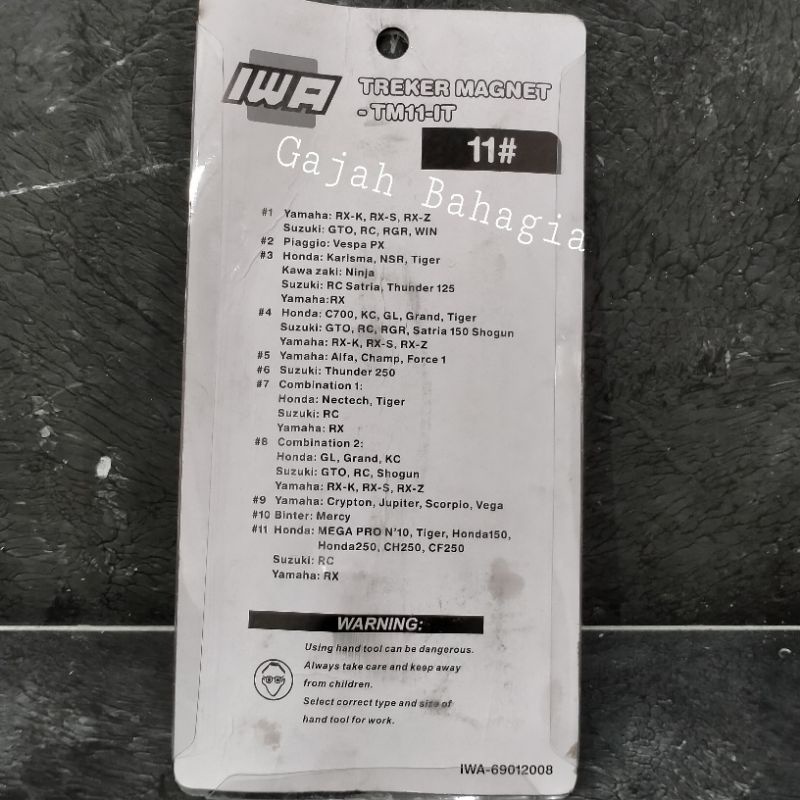 IWA
TREKER MAGNET
-TM11-IT
11#
Gajah Bahagia
#1 Yamaha: RX-K, RX-S, RX-Z
Suzuki: GTO, RC, RGR, WIN
#2 Piaggio: Vespa PX
#3 Honda: Karisma, NSR, Tiger
Kawa zaki: Ninja
Suzuki: RC Satria, Thunder 125
Yamaha:RX
#4 Honda: C700, KC, GL, Grand, Tiger
Suzuki: GTO, RC, RGR, Satria 150 Shogun
Yamaha: RX-K, RX-S, RX-Z
#5 Yamaha: Alfa, Champ, Force 1
#6 Suzuki: Thunder 250
#7 Combination 1:
Honda: Nectech, Tiger
Suzuki: RC
Yamaha: RX
#8 Combination 2:
Honda: GL, Grand, KC
Suzuki: GTO, RC, Shogun
Yamaha: RX-K, RX-S, RX-Z
#9 Yamaha: Crypton, Jupiter, Scorpio, Vega
#10 Binter: Mercy
#11 Honda: MEGA PRO N'10, Tiger, Honda150,
Honda250, CH250, CF250
Suzuki: RC
Yamaha: RX
WARNING:
Using hand tool can be dangerous.
Always take care and keep away
from children.
Select correct type and size of
hand tool for work.
IWA-69012008